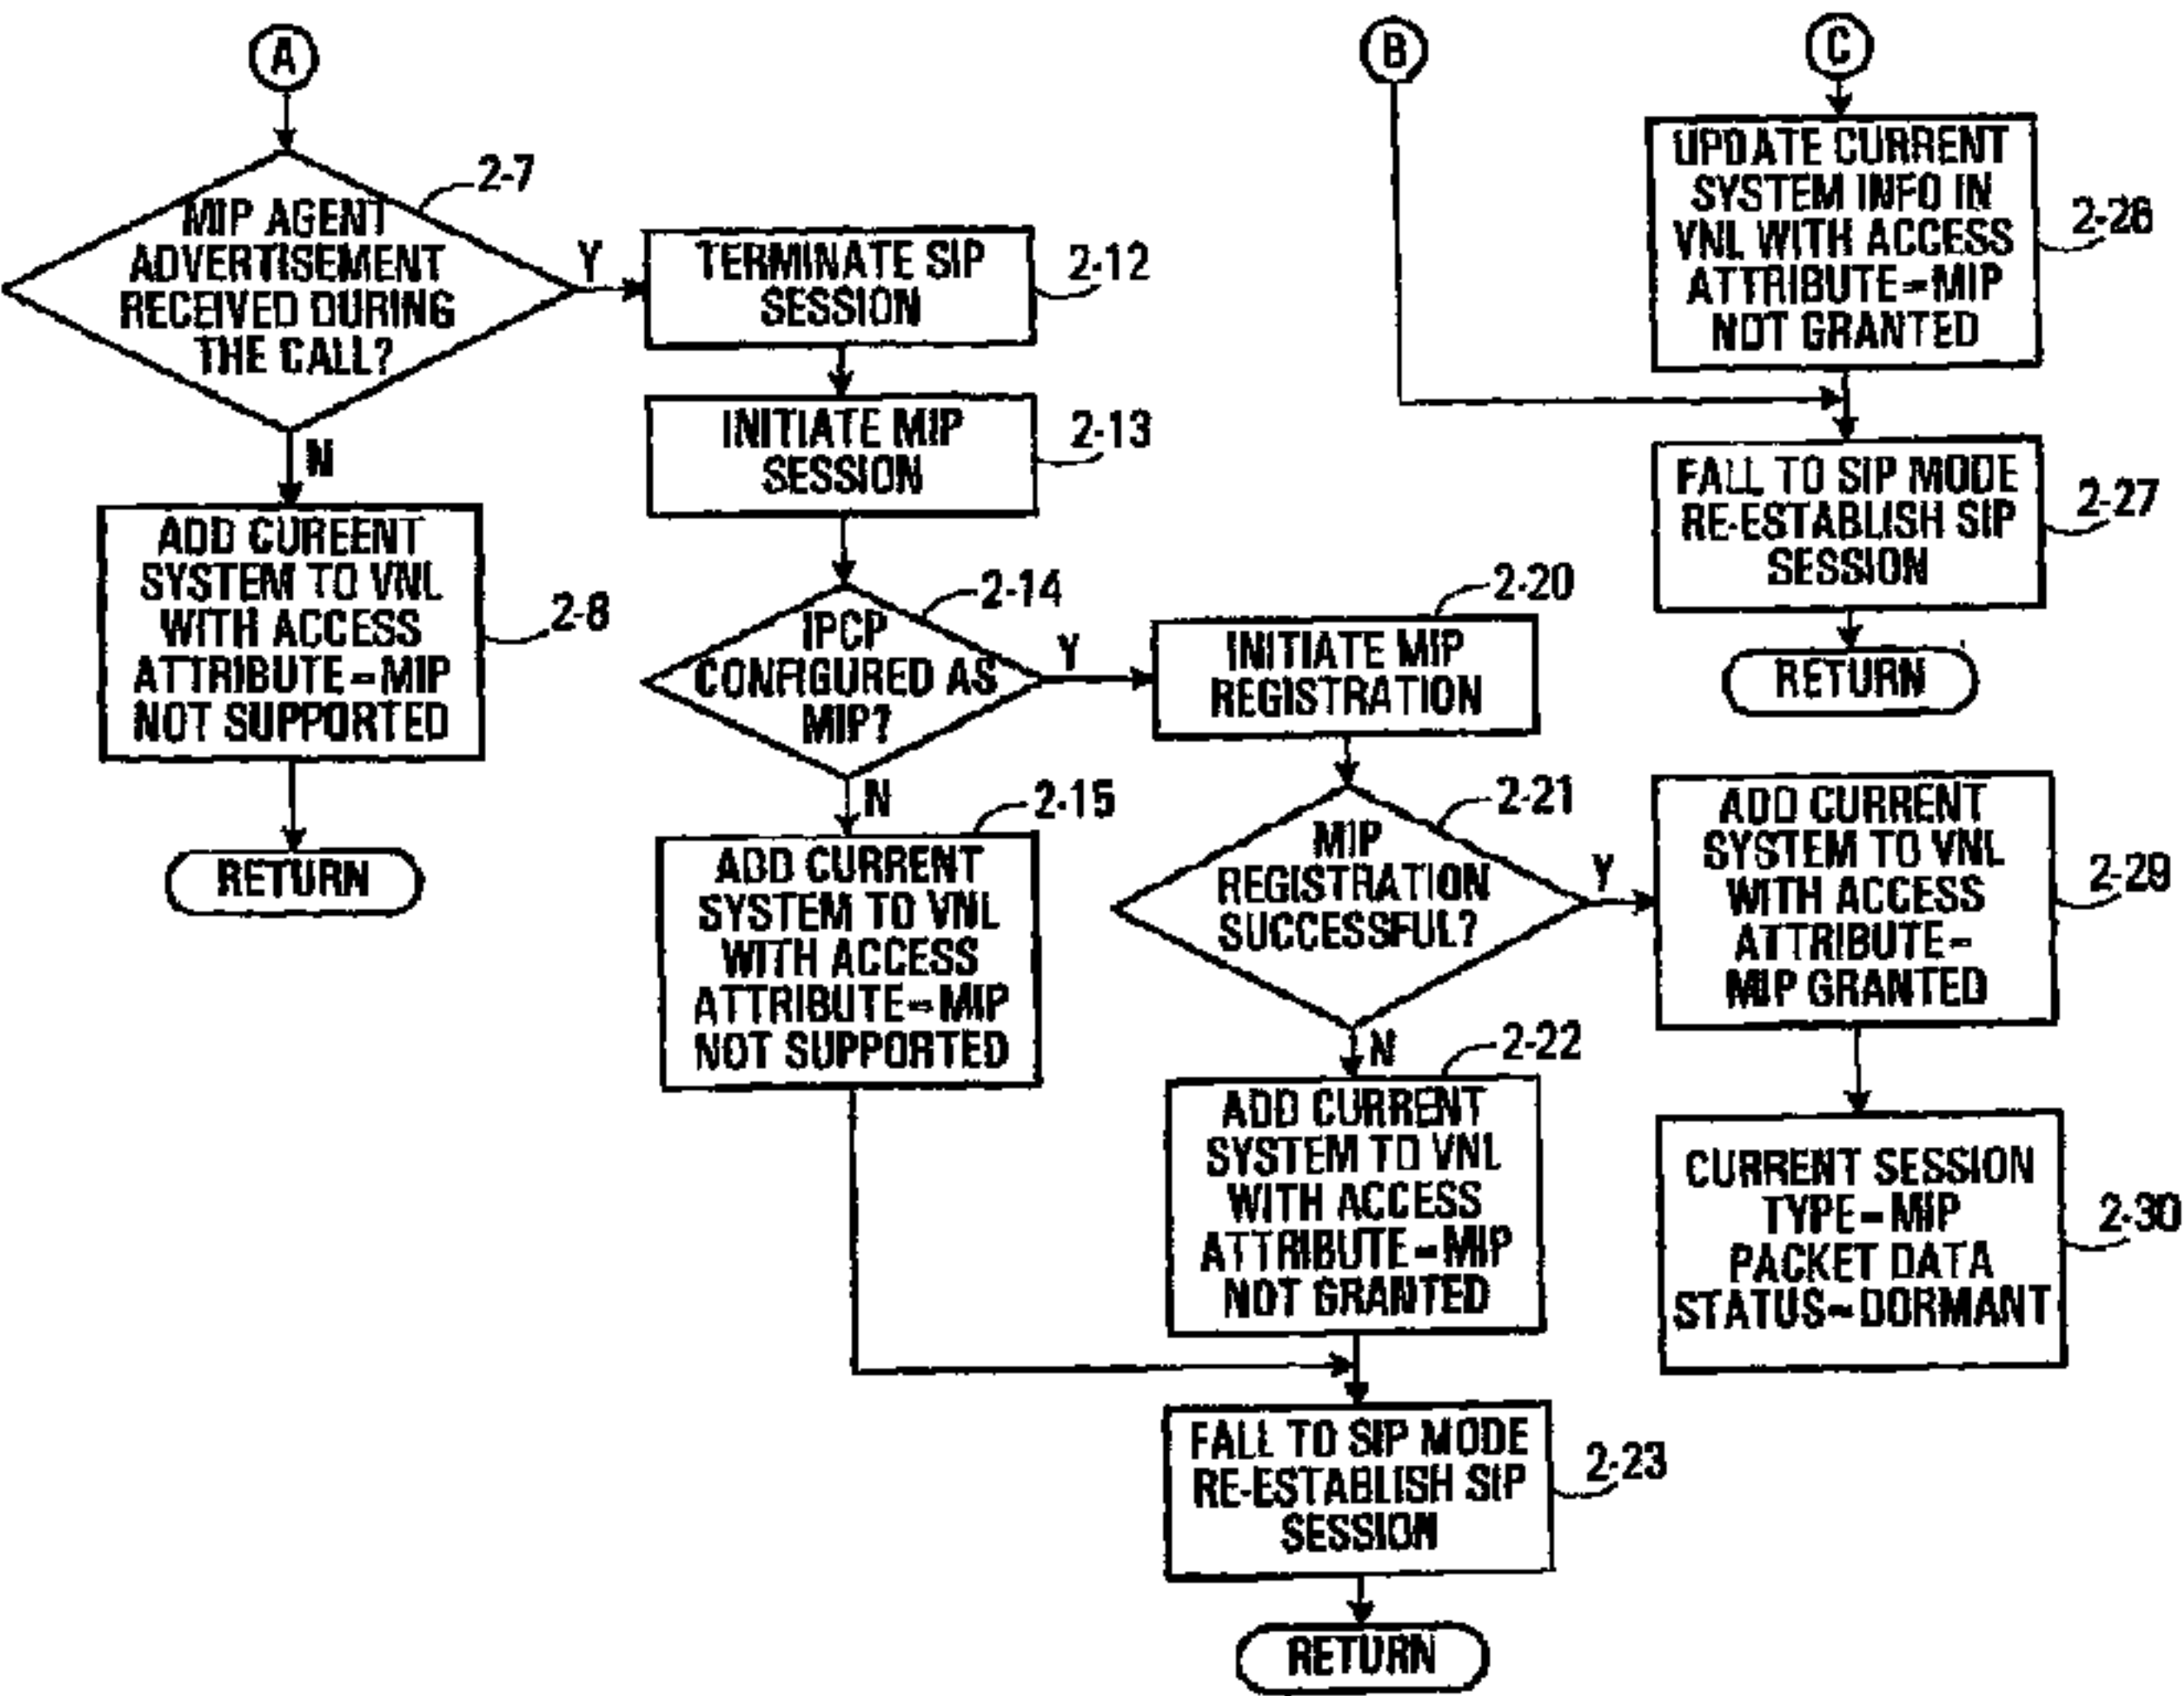 A
2-7
MIP AGENT
ADVERTISEMENT
RECEIVED DURING
THE CALL?
Y
N
ADD CUREENT
SYSTEM TO VNL
WITH ACCESS
ATTRIBUTE=MIP
NOT SUPPORTED
2-8
RETURN
TERMINATE SIP
SESSION
2-12
INITIATE MIP
SESSION
2-13
2-14
IPCP
CONFIGURED AS
MIP?
Y
N
2-15
ADD CURRENT
SYSTEM TO VNL
WITH ACCESS
ATTRIBUTE=MIP
NOT SUPPORTED
2-20
INITIATE MIP
REGISTRATION
2-21
MIP
REGISTRATION
SUCCESSFUL?
Y
N
2-22
ADD CURRENT
SYSTEM TO VNL
WITH ACCESS
ATTRIBUTE=MIP
NOT GRANTED
FALL TO SIP MODE
RE-ESTABLISH SIP
SESSION
2-23
RETURN
B
C
UPDATE CURRENT
SYSTEM INFO IN
VNL WITH ACCESS
ATTRIBUTE=MIP
NOT GRANTED
2-26
FALL TO SIP MODE
RE-ESTABLISH SIP
SESSION
2-27
RETURN
ADD CURRENT
SYSTEM TO VNL
WITH ACCESS
ATTRIBUTE=
MIP GRANTED
2-29
CURRENT SESSION
TYPE=MIP
PACKET DATA
STATUS=DORMANT
2-30